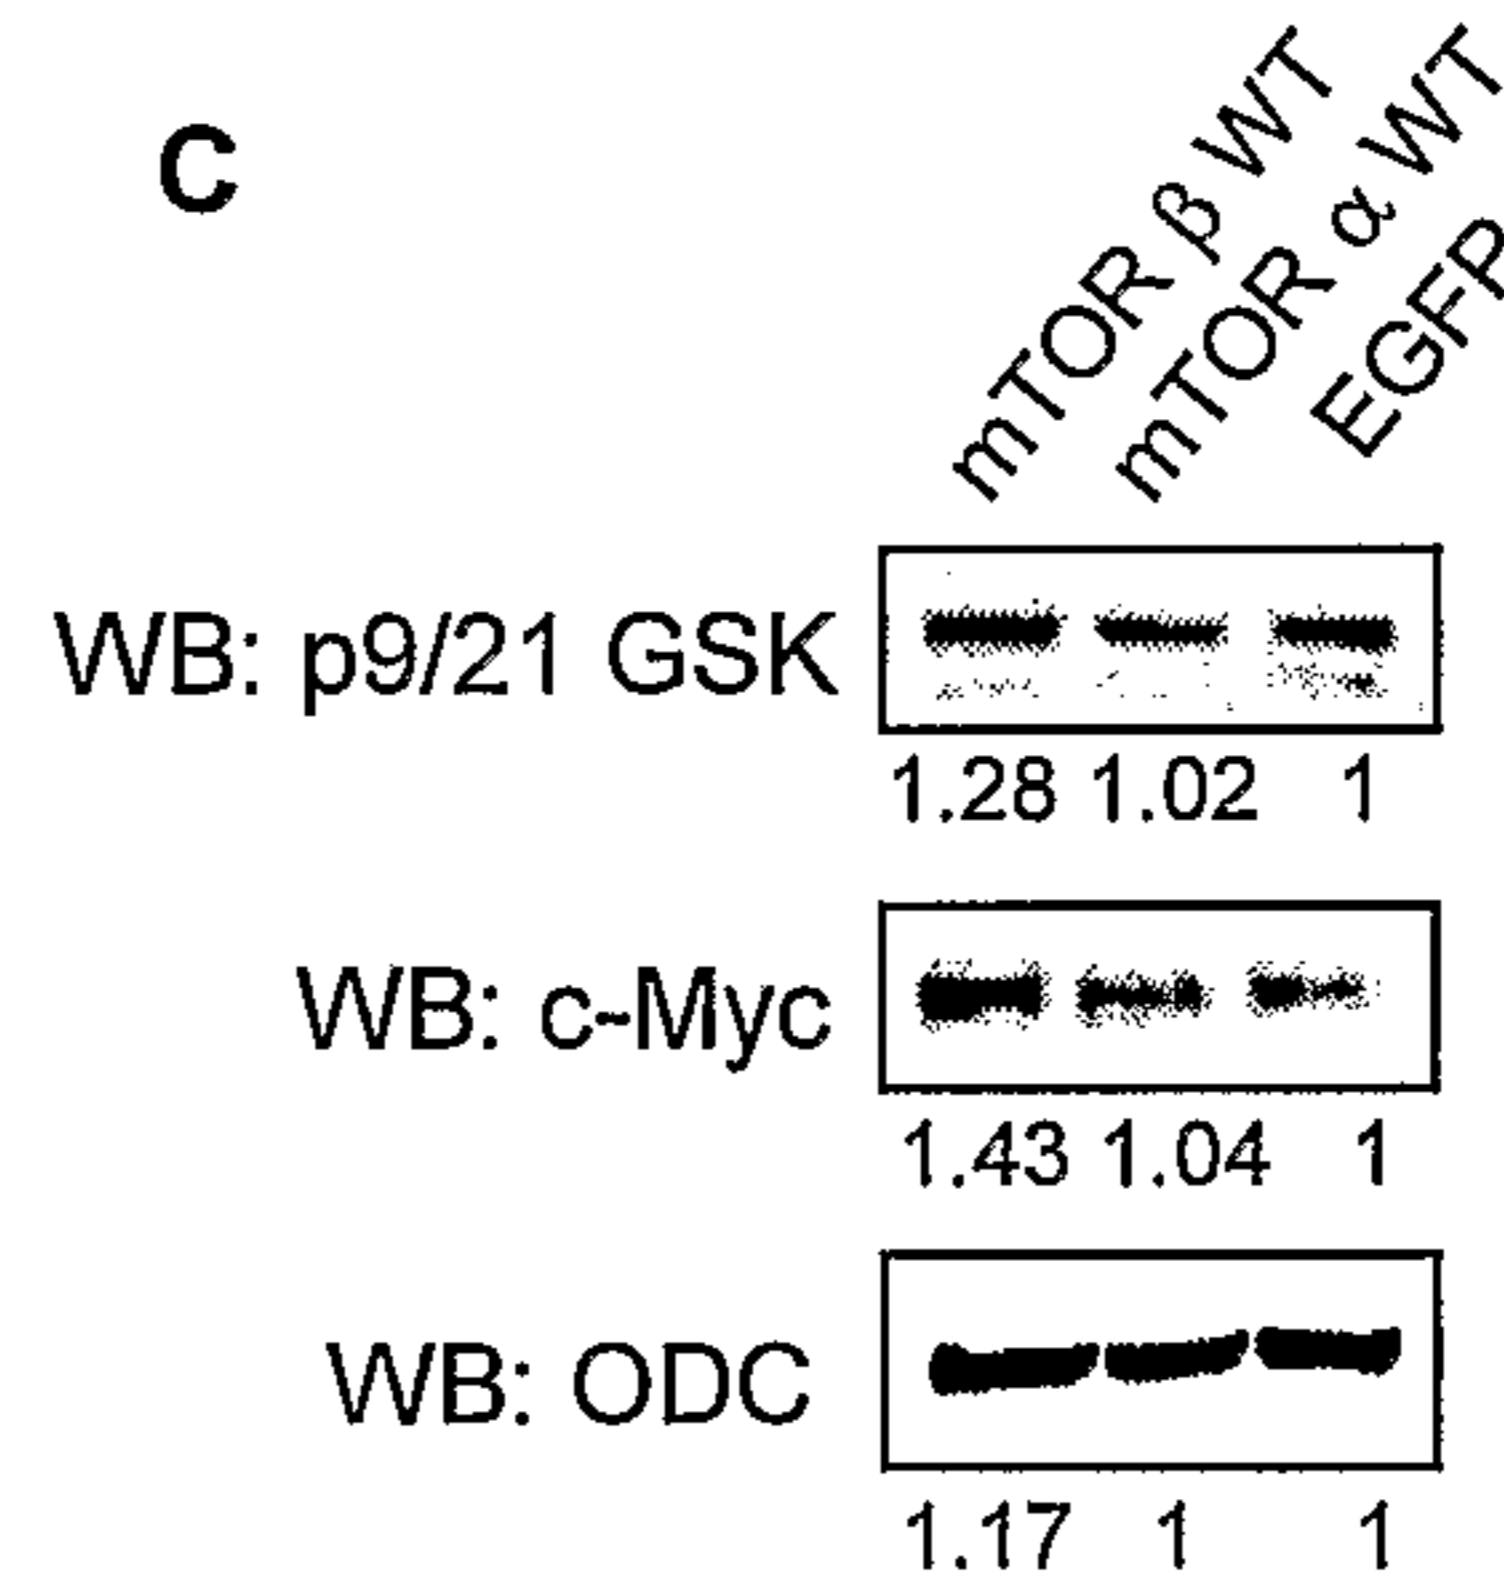 C
mTOR β WT
mTOR α WT
EGFP
WB: p9/21 GSK
1.28 1.02 1
WB: c-Myc
1.43 1.04 1
WB: ODC
1.17 1 1